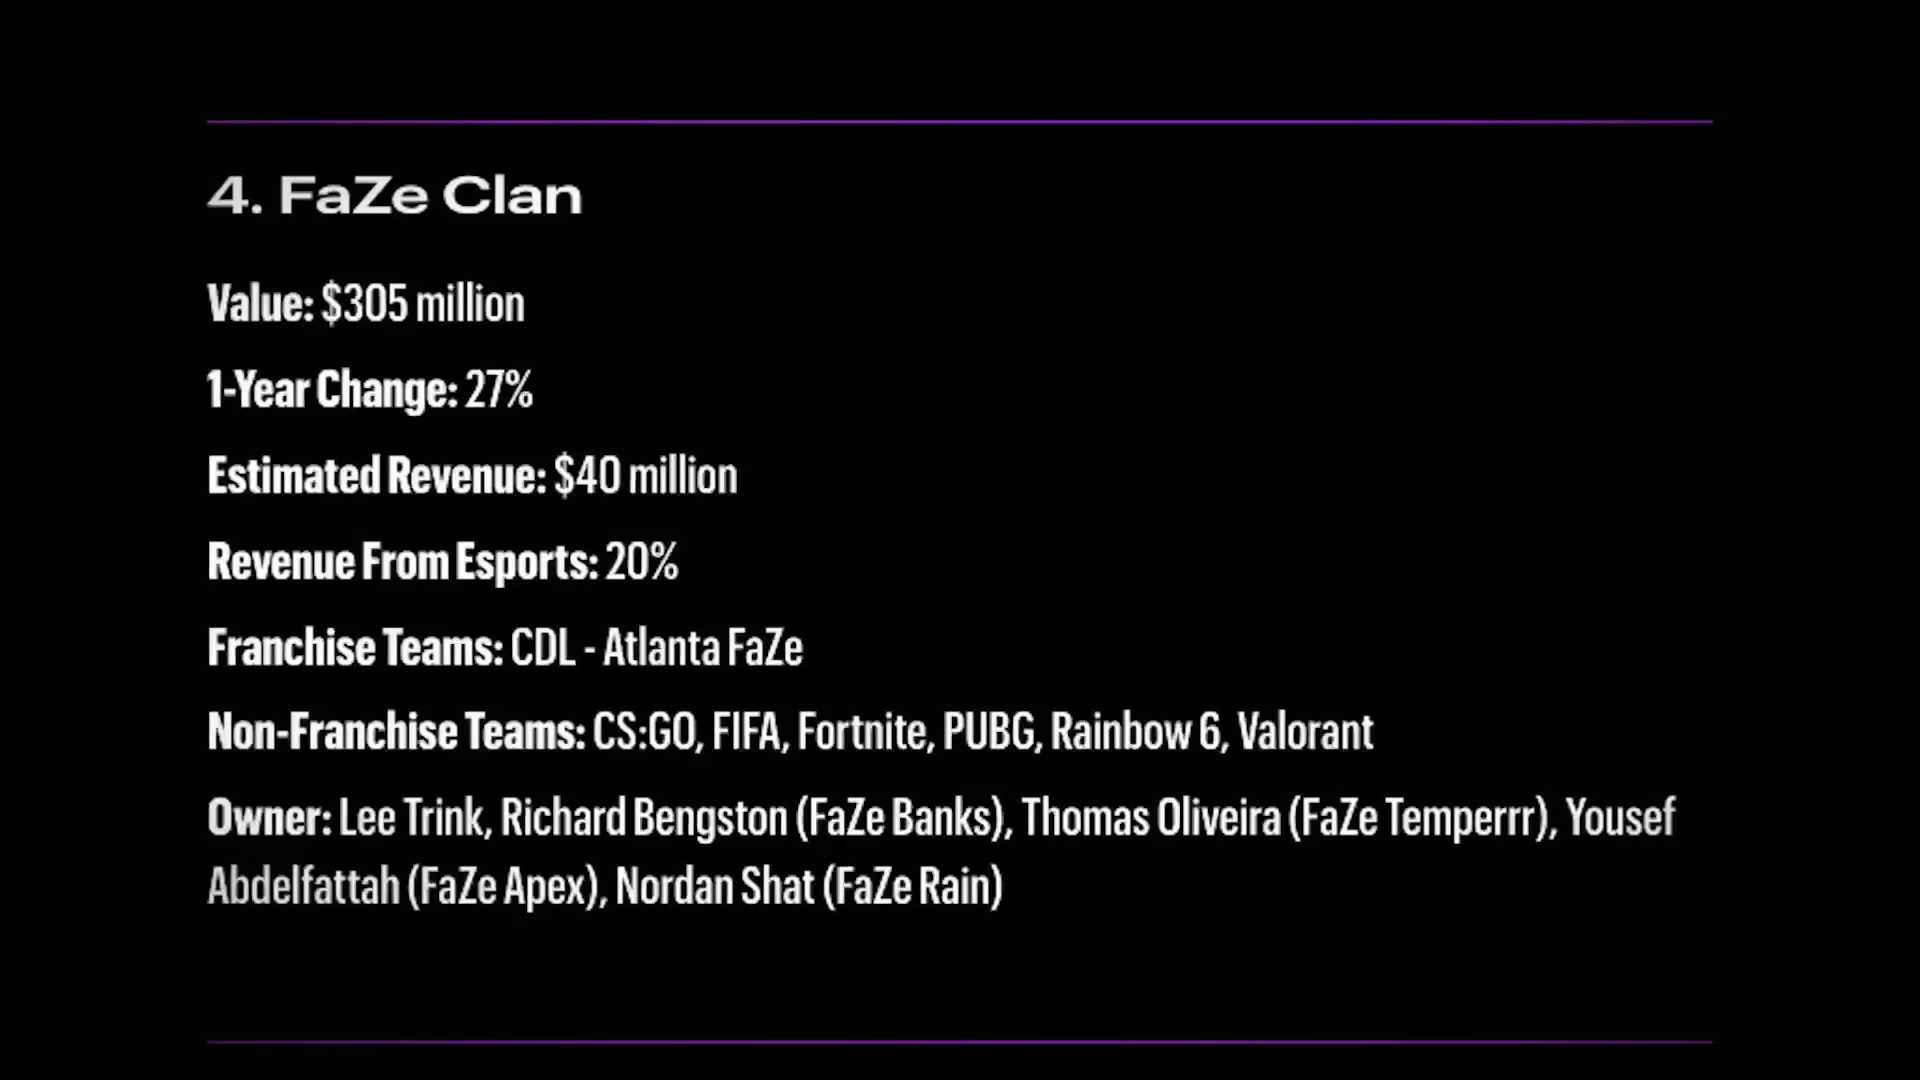 4. FaZe Clan
Value: $305 million
1-Year Change: 27%
Estimated Revenue: $40 million
Revenue From Esports: 20%
Franchise Teams: CDL - Atlanta FaZe
Non-Franchise Teams: CS:GO, FIFA, Fortnite, PUBG, Rainbow 6, Valorant
Owner: Lee Trink, Richard Bengston (FaZe Banks), Thomas Oliveira (FaZe Temperrr), Yousef
Abdelfattah (FaZe Apex), Nordan Shat (FaZe Rain)